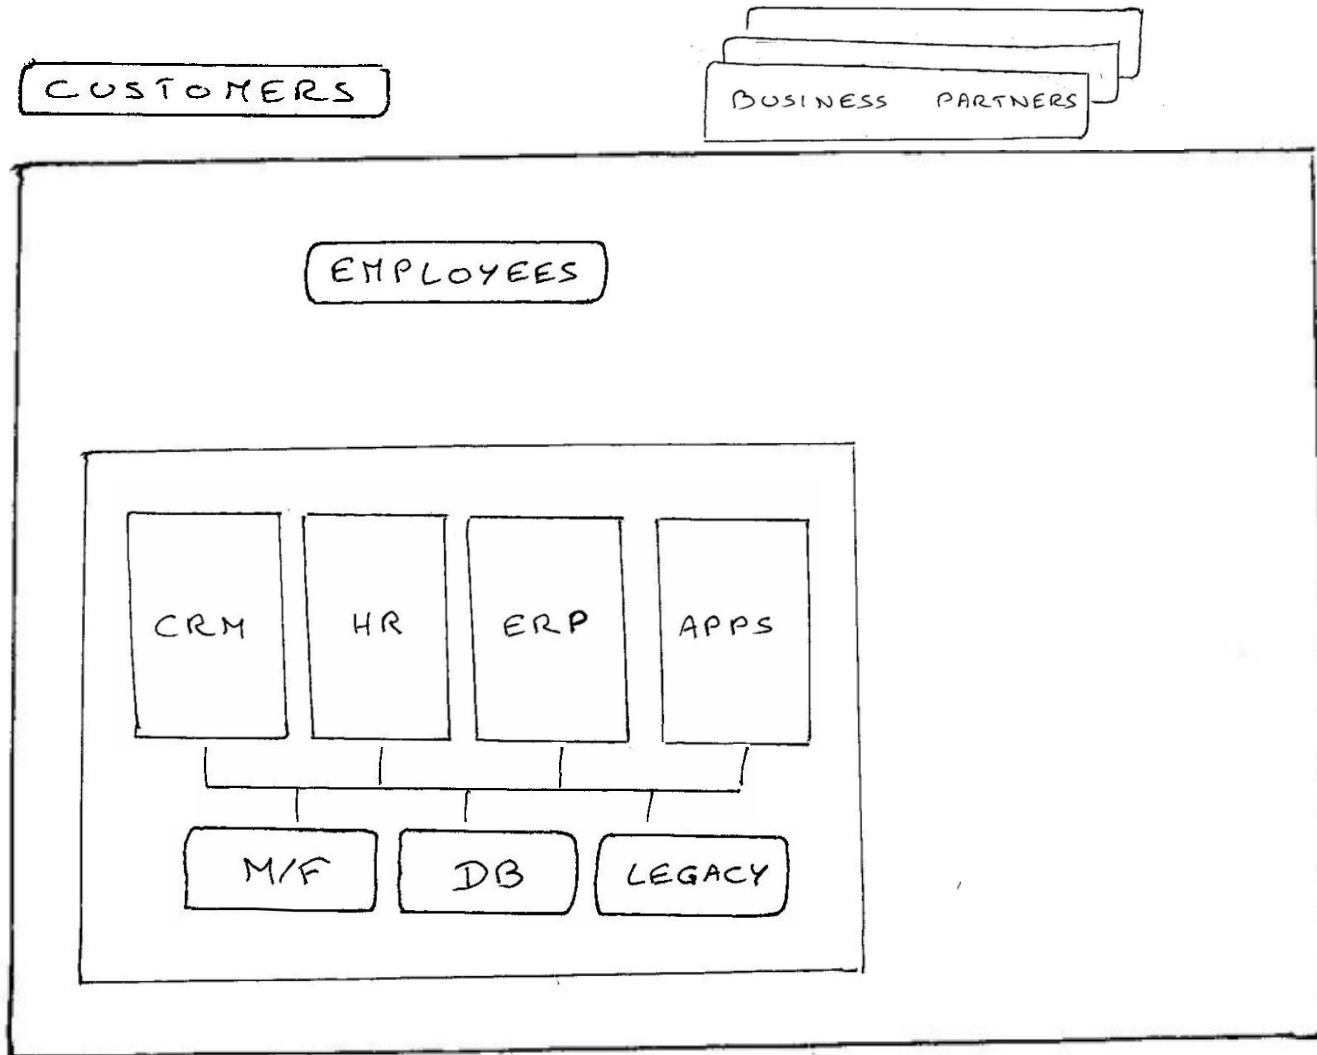 CUSTOMERS
BUSINESS PARTNERS
EMPLOYEES
CRM
HR
ERP
APPS
M/F
DB
LEGACY